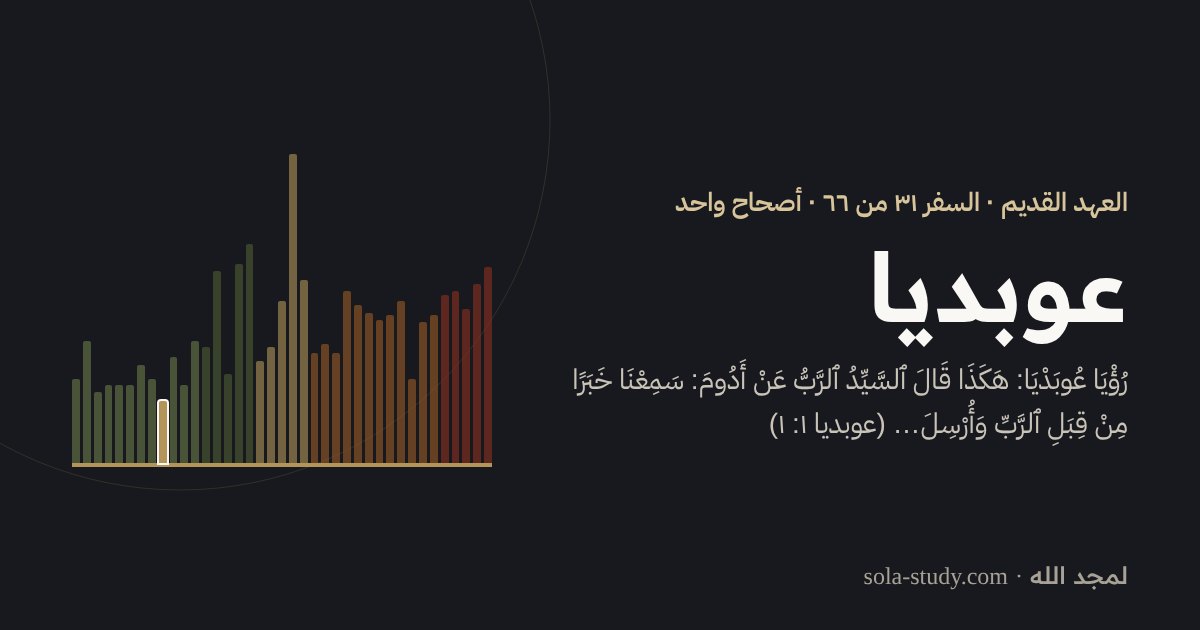 العهد القديم · السفر ٣١ من ٦٦ · أصحاح واحد
عوبديا
رُؤْيَا عُوبَدْيَا: هَكَذَا قَالَ ٱلسَّيِّدُ ٱلرَّبُّ عَنْ أَدُومَ: سَمِعْنَا خَبَرًا
مِنْ قِبَلِ ٱلرَّبِّ وَأُرْسِلَ… (عوبديا ١: ١)
لمجد الله · sola-study.com